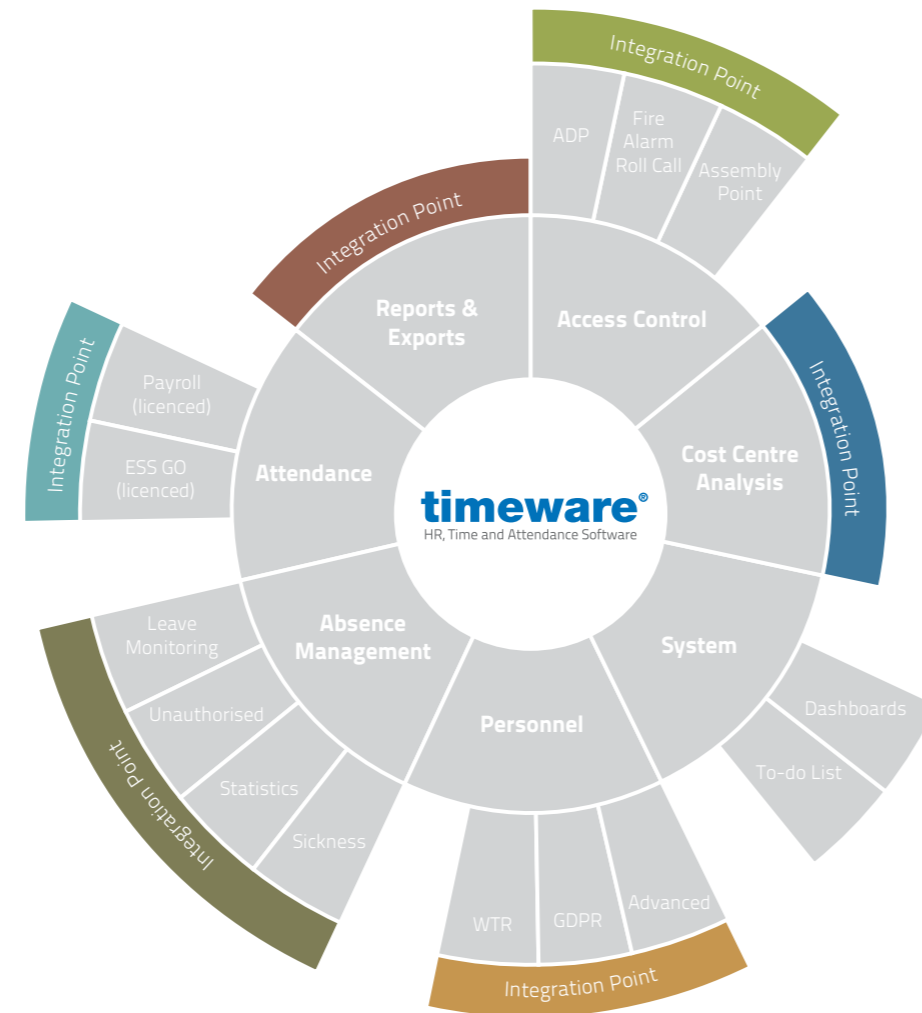 Integration Point
ADP
Fire
Alarm
Roll Call
Assembly
Point
Integration Point
Reports &
Exports
Access Control
Integration Point
Payroll
(licenced)
ESS GO
(licenced)
Attendance
Cost Centre
Analysis
Integration Point
timeware®
HR, Time and Attendance Software
Absence
Management
System
Personnel
Leave
Monitoring
Unauthorised
Statistics
Sickness
Integration Point
Dashboards
To-do List
WTR
GDPR
Advanced
Integration Point